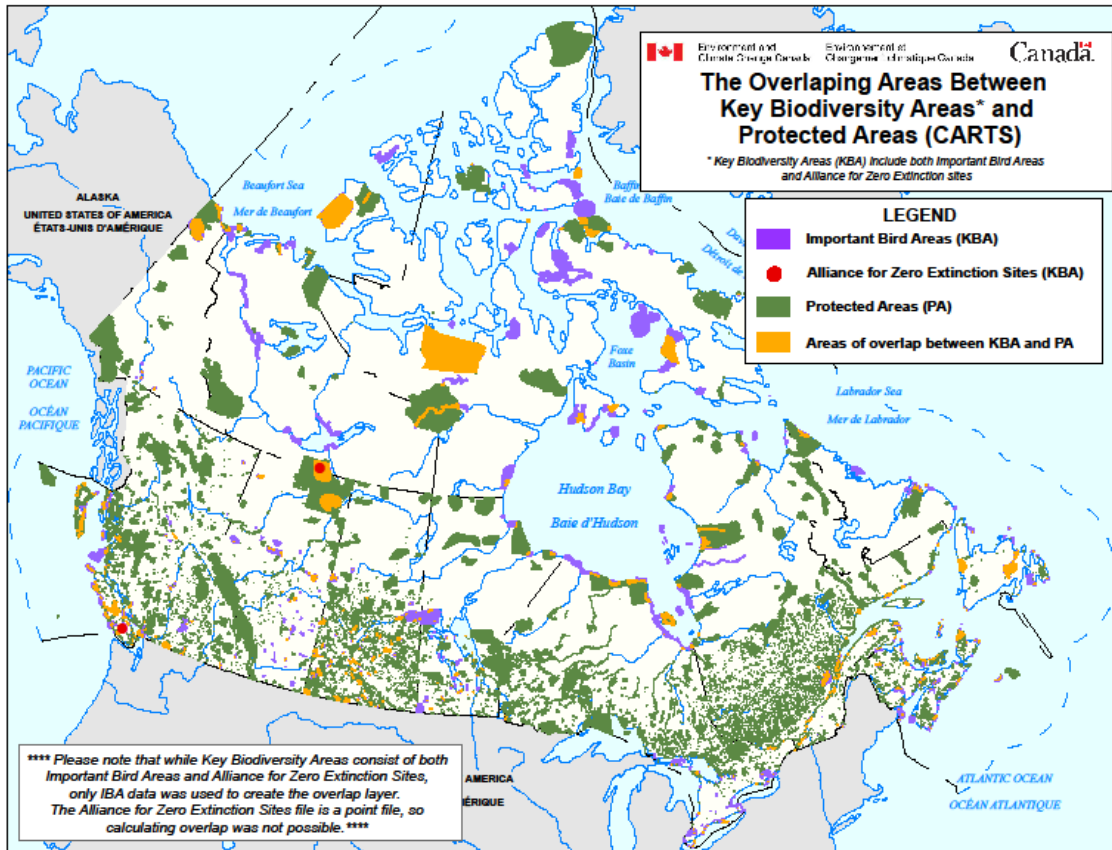 Environment and
Climate Change Canada
Environnement et
Changement climatique Canada
Canada
The Overlaping Areas Between
Key Biodiversity Areas* and
Protected Areas (CARTS)
* Key Biodiversity Areas (KBA) Include both Important Bird Areas
and Alliance for Zero Extinction sites
LEGEND
Important Bird Areas (KBA)
Alliance for Zero Extinction Sites (KBA)
Protected Areas (PA)
Areas of overlap between KBA and PA
ALASKA
UNITED STATES OF AMERICA
ÉTATS-UNIS D'AMÉRIQUE
Beaufort Sea
Mer de Beaufort
Baie de Baffin
PACIFIC
OCEAN
OCÉAN
PACIFIQUE
Foxe
Basin
Labrador Sea
Mer de Labrador
Hudson Bay
Baie d'Hudson
AMERICA
ATLANTIC OCEAN
OCÉAN ATLANTIQUE
**** Please note that while Key Biodiversity Areas consist of both
Important Bird Areas and Alliance for Zero Extinction Sites,
only IBA data was used to create the overlap layer.
The Alliance for Zero Extinction Sites file is a point file, so
calculating overlap was not possible.****